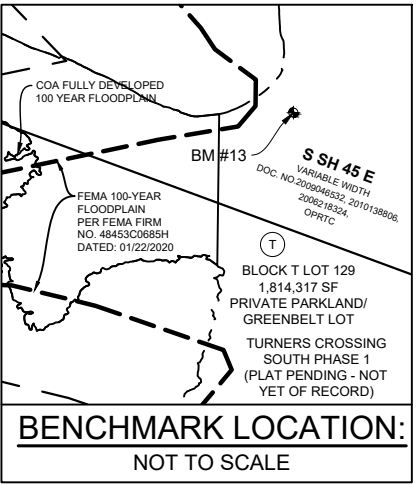 COA FULLY DEVELOPED
100 YEAR FLOODPLAIN
BM #13
S SH 45 E
VARIABLE WIDTH
DOC. NO.2009046532, 2010138806,
2006218324,
OPRTC
FEMA 100-YEAR
FLOODPLAIN
PER FEMA FIRM
NO. 48453C0685H
DATED: 01/22/2020
T
BLOCK T LOT 129
1,814,317 SF
PRIVATE PARKLAND/
GREENBELT LOT
TURNERS CROSSING
SOUTH PHASE 1
(PLAT PENDING - NOT
YET OF RECORD)
BENCHMARK LOCATION:
NOT TO SCALE